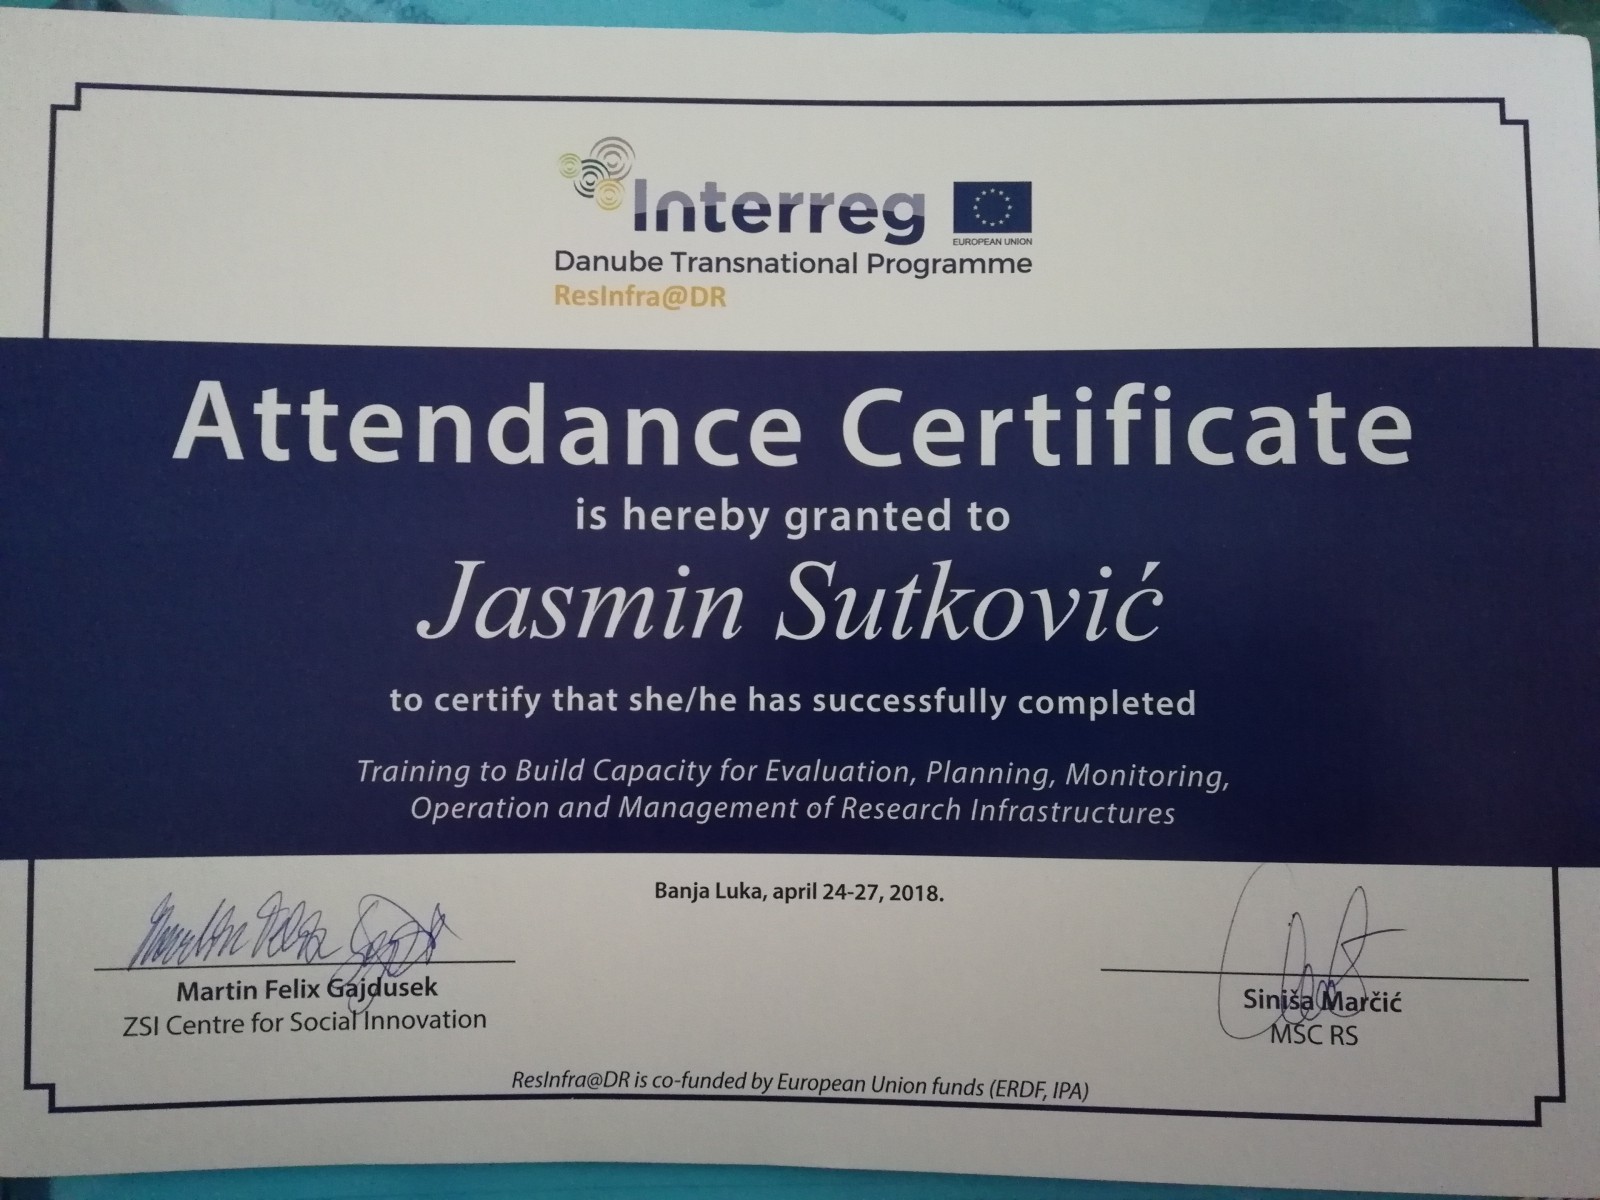 Interreg
EUROPEAN UNION
Danube Transnational Programme
ResInfra@DR
Attendance Certificate
is hereby granted to
Jasmin Sutković
to certify that she/he has successfully completed
Training to Build Capacity for Evaluation, Planning, Monitoring,
Operation and Management of Research Infrastructures
Banja Luka, april 24-27, 2018.
Martin Felix Gajdusek
ZSI Centre for Social Innovation
Siniša Marčić
MSC RS
ResInfra@DR is co-funded by European Union funds (ERDF, IPA)